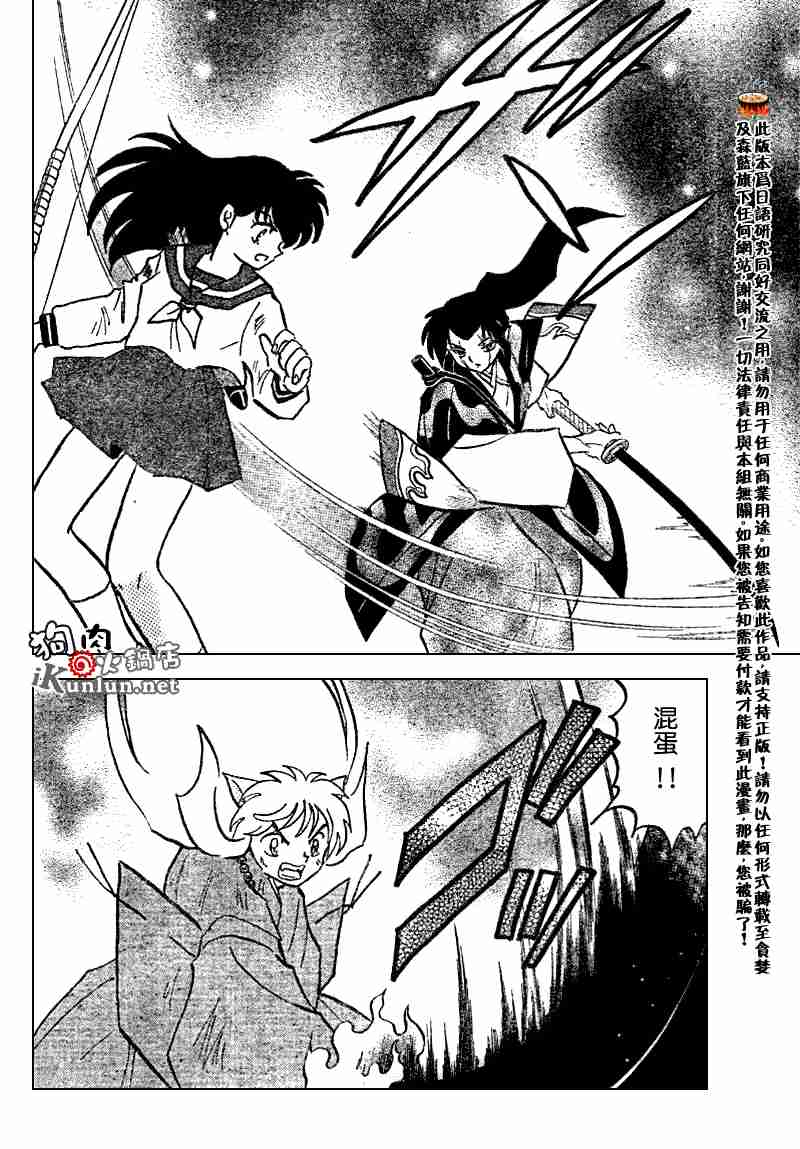 此版本爲日語研究同好交流之用，請勿用于任何商業用途。如您喜歡此作品，請支持正版！請勿以任何形式轉載至貪婪
及森藍旗下任何網站，謝謝！一切法律責任與本組無關。如果您被告知需要付款才能看到此漫畫，那麼，您被騙了！
狗肉
火鍋店
iKunlun.net
混蛋!!